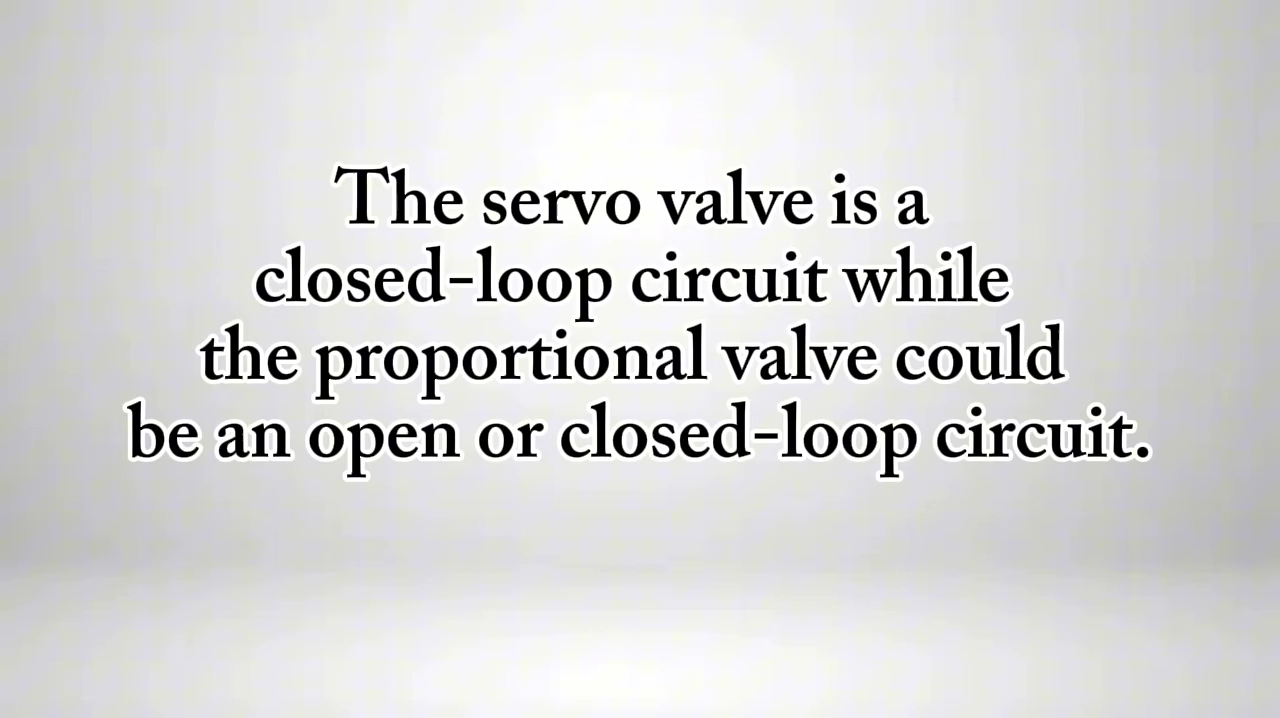 The servo valve is a
closed-loop circuit while
the proportional valve could
be an open or closed-loop circuit.